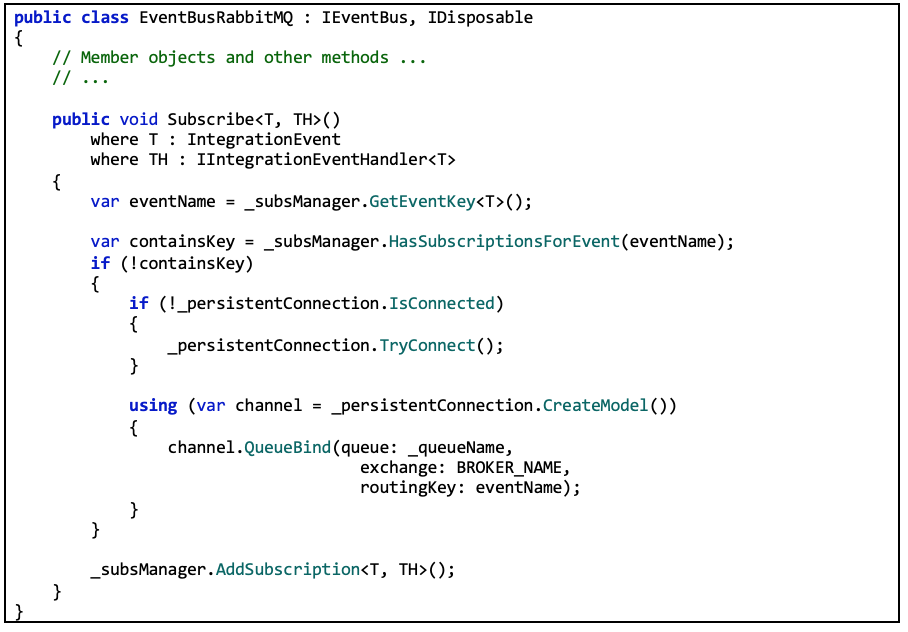 public class EventBusRabbitMQ : IEventBus, IDisposable
{
    // Member objects and other methods ...
    // ...

    public void Subscribe<T, TH>()
        where T : IntegrationEvent
        where TH : IIntegrationEventHandler<T>
    {
        var eventName = _subsManager.GetEventKey<T>();

        var containsKey = _subsManager.HasSubscriptionsForEvent(eventName);
        if (!containsKey)
        {
            if (!_persistentConnection.IsConnected)
            {
                _persistentConnection.TryConnect();
            }

            using (var channel = _persistentConnection.CreateModel())
            {
                channel.QueueBind(queue: _queueName,
                                    exchange: BROKER_NAME,
                                    routingKey: eventName);
            }
        }

        _subsManager.AddSubscription<T, TH>();
    }
}